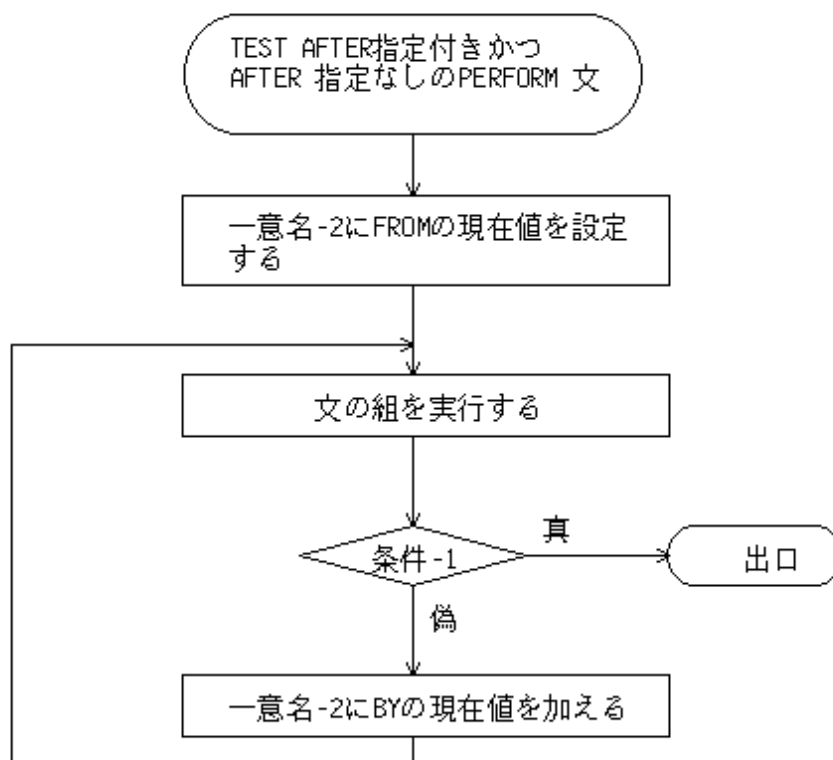 TEST AFTER指定付きかつ
AFTER 指定なしのPERFORM 文
一意名-2にFROMの現在値を設定
する
文の組を実行する
条件-1
真
出口
偽
一意名-2にBYの現在値を加える